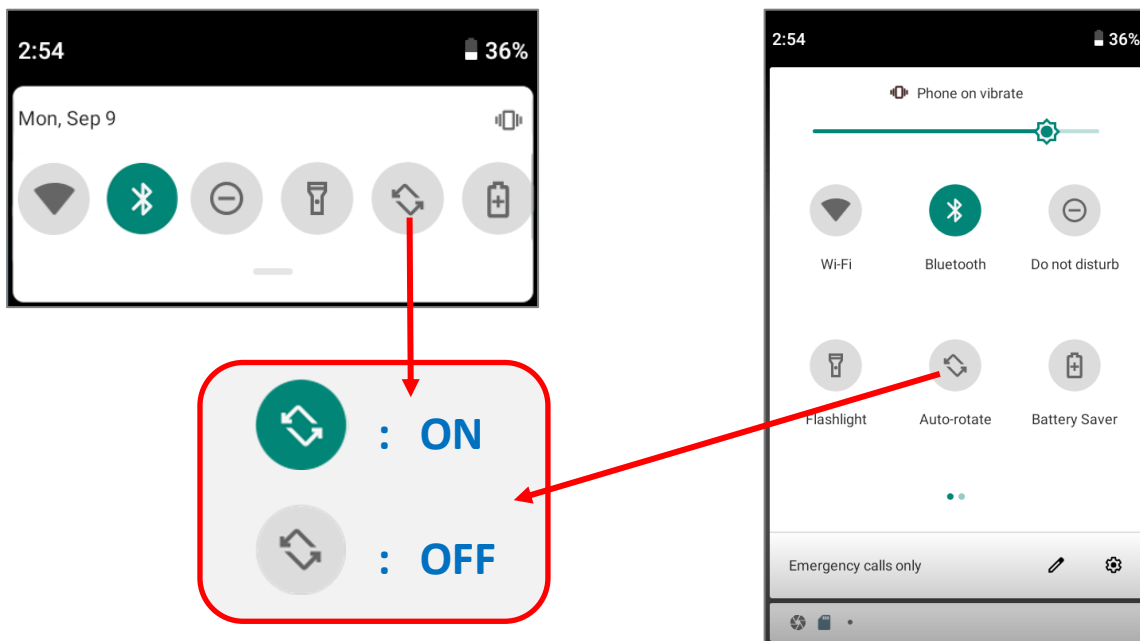 2:54
36%
Mon, Sep 9
: ON
: OFF
2:54
36%
Phone on vibrate
Wi-Fi
Bluetooth
Do not disturb
Flashlight
Auto-rotate
Battery Saver
Emergency calls only